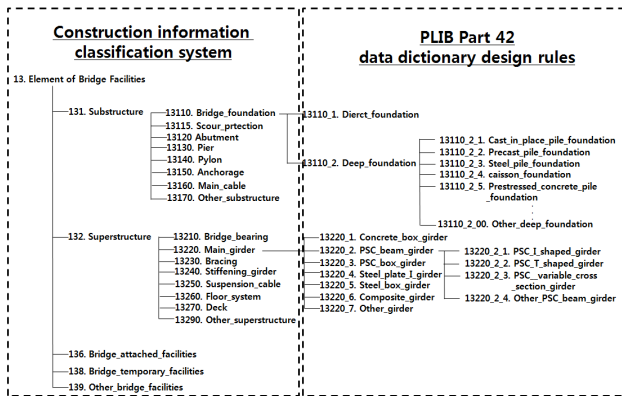 Construction information
classification system
13. Element of Bridge Facilities
131. Substructure
13110. Bridge_foundation
13115. Scour_prtection
13120 Abutment
13130. Pier
13140. Pylon
13150. Anchorage
13160. Main_cable
13170. Other_substructure
132. Superstructure
13210. Bridge_bearing
13220. Main_girder
13230. Bracing
13240. Stiffening_girder
13250. Suspension_cable
13260. Floor_system
13270. Deck
13290. Other_superstructure
136. Bridge_attached_facilities
138. Bridge_temporary_facilities
139. Other_bridge_facilities
PLIB Part 42
data dictionary design rules
13110_1. Dierct_foundation
13110_2. Deep_foundation
13110_2_1. Cast_in_place_pile_foundation
13110_2_2. Precast_pile_foundation
13110_2_3. Steel_pile_foundation
13110_2_4. caisson_foundation
13110_2_5. Prestressed_concrete_pile
_foundation
13110_2_00. Other_deep_foundation
13220_1. Concrete_box_girder
13220_2. PSC_beam_girder
13220_3. PSC_box_girder
13220_4. Steel_plate_I_girder
13220_5. Steel_box_girder
13220_6. Composite_girder
13220_7. Other_girder
13220_2_1. PSC_I_shaped_girder
13220_2_2. PSC_T_shaped_girder
13220_2_3. PSC__variable_cross
_section_girder
13220_2_4. Other_PSC_beam_girder